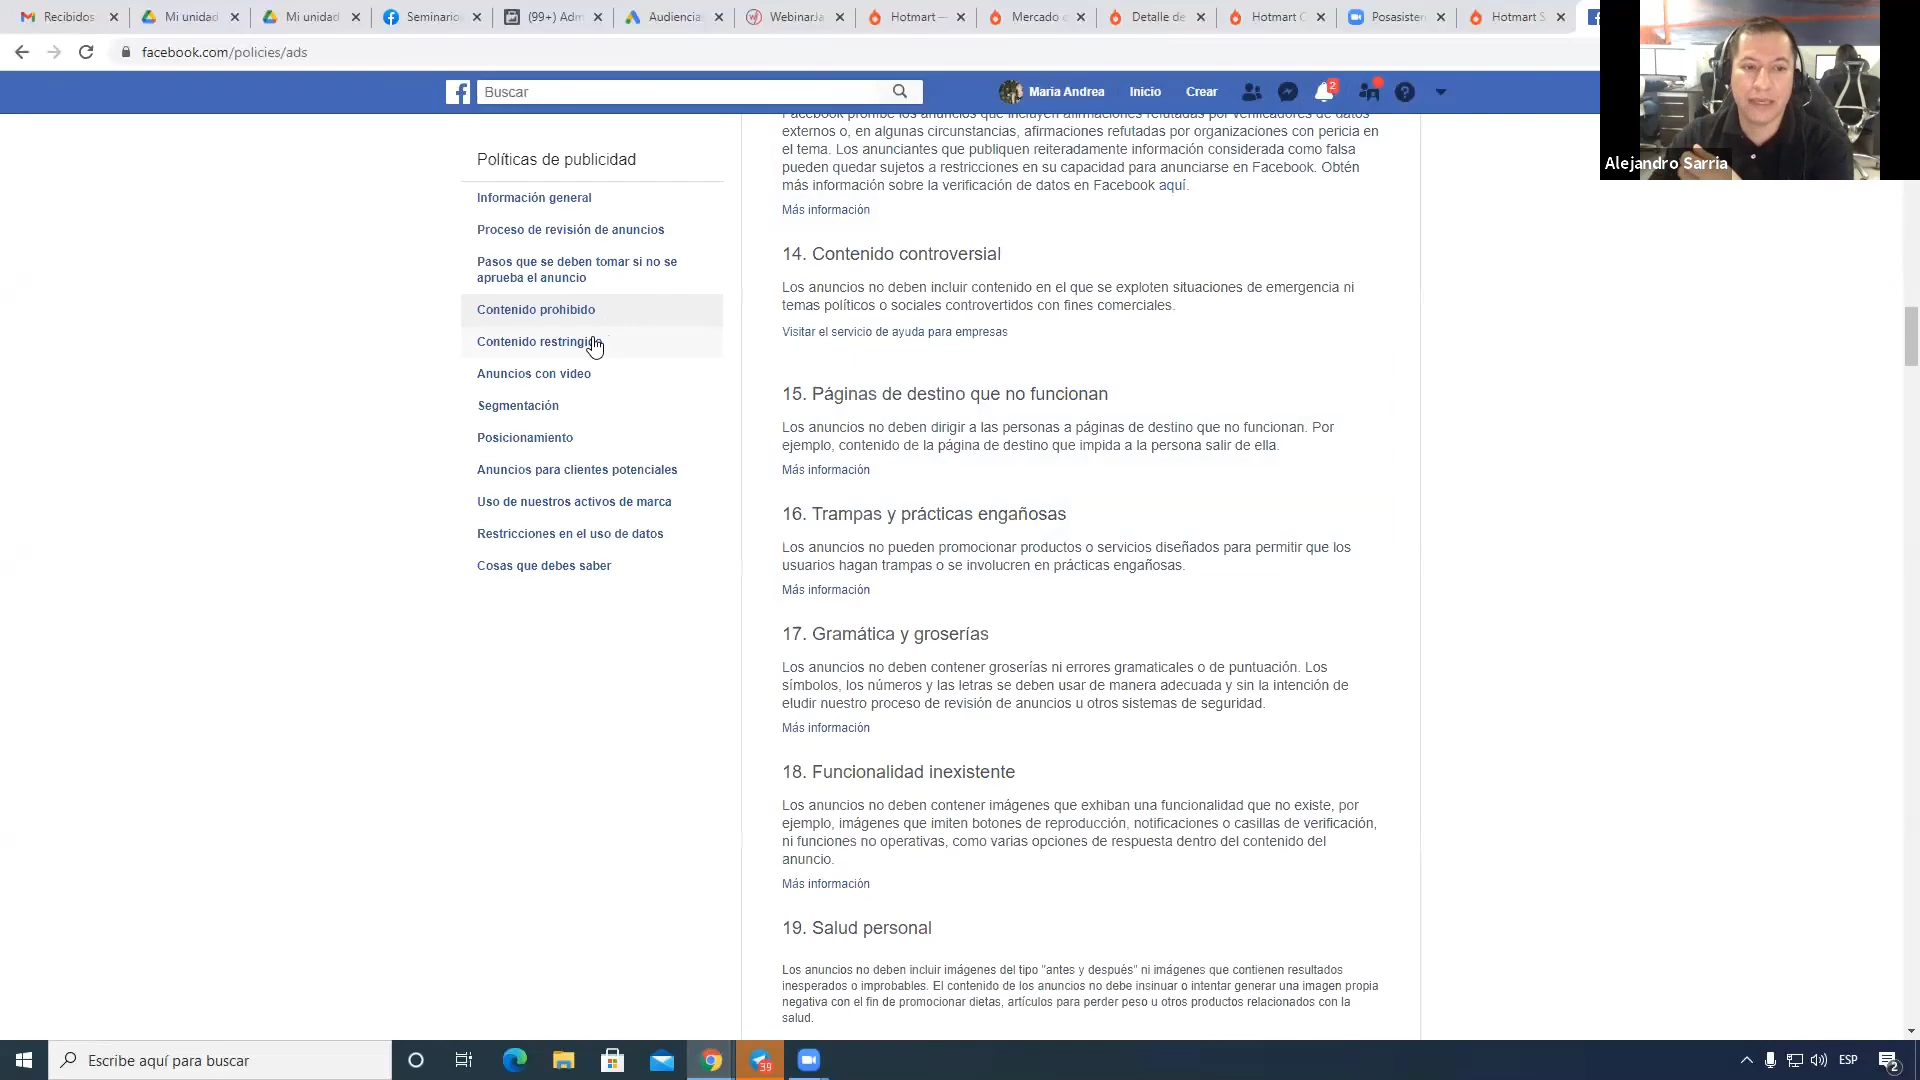 Recibidos
Mi unidad
Mi unidad
Seminario
(99+) Adm
Audiencia
WebinarJa
Hotmart —
Mercado
Detalle de
Hotmart
Posasisten
Hotmart S
facebook.com/policies/ads
Buscar
Maria Andrea
Inicio
Crear
2
Alejandro Sarria
Políticas de publicidad
Información general
Proceso de revisión de anuncios
Pasos que se deben tomar si no se
aprueba el anuncio
Contenido prohibido
Contenido restringido
Anuncios con video
Segmentación
Posicionamiento
Anuncios para clientes potenciales
Uso de nuestros activos de marca
Restricciones en el uso de datos
Cosas que debes saber
Facebook prohíbe los anuncios que incluyen afirmaciones refutadas por verificadores de datos
externos o, en algunas circunstancias, afirmaciones refutadas por organizaciones con pericia en
el tema. Los anunciantes que publiquen reiteradamente información considerada como falsa
pueden quedar sujetos a restricciones en su capacidad para anunciarse en Facebook. Obtén
más información sobre la verificación de datos en Facebook aquí.
Más información
14. Contenido controversial
Los anuncios no deben incluir contenido en el que se exploten situaciones de emergencia ni
temas políticos o sociales controvertidos con fines comerciales.
Visitar el servicio de ayuda para empresas
15. Páginas de destino que no funcionan
Los anuncios no deben dirigir a las personas a páginas de destino que no funcionan. Por
ejemplo, contenido de la página de destino que impida a la persona salir de ella.
Más información
16. Trampas y prácticas engañosas
Los anuncios no pueden promocionar productos o servicios diseñados para permitir que los
usuarios hagan trampas o se involucren en prácticas engañosas.
Más información
17. Gramática y groserías
Los anuncios no deben contener groserías ni errores gramaticales o de puntuación. Los
símbolos, los números y las letras se deben usar de manera adecuada y sin la intención de
eludir nuestro proceso de revisión de anuncios u otros sistemas de seguridad.
Más información
18. Funcionalidad inexistente
Los anuncios no deben contener imágenes que exhiban una funcionalidad que no existe, por
ejemplo, imágenes que imiten botones de reproducción, notificaciones o casillas de verificación,
ni funciones no operativas, como varias opciones de respuesta dentro del contenido del
anuncio.
Más información
19. Salud personal
Los anuncios no deben incluir imágenes del tipo "antes y después" ni imágenes que contienen resultados
inesperados o improbables. El contenido de los anuncios no debe insinuar o intentar generar una imagen propia
negativa con el fin de promocionar dietas, artículos para perder peso u otros productos relacionados con la
salud.
Escribe aquí para buscar
39
ESP
2